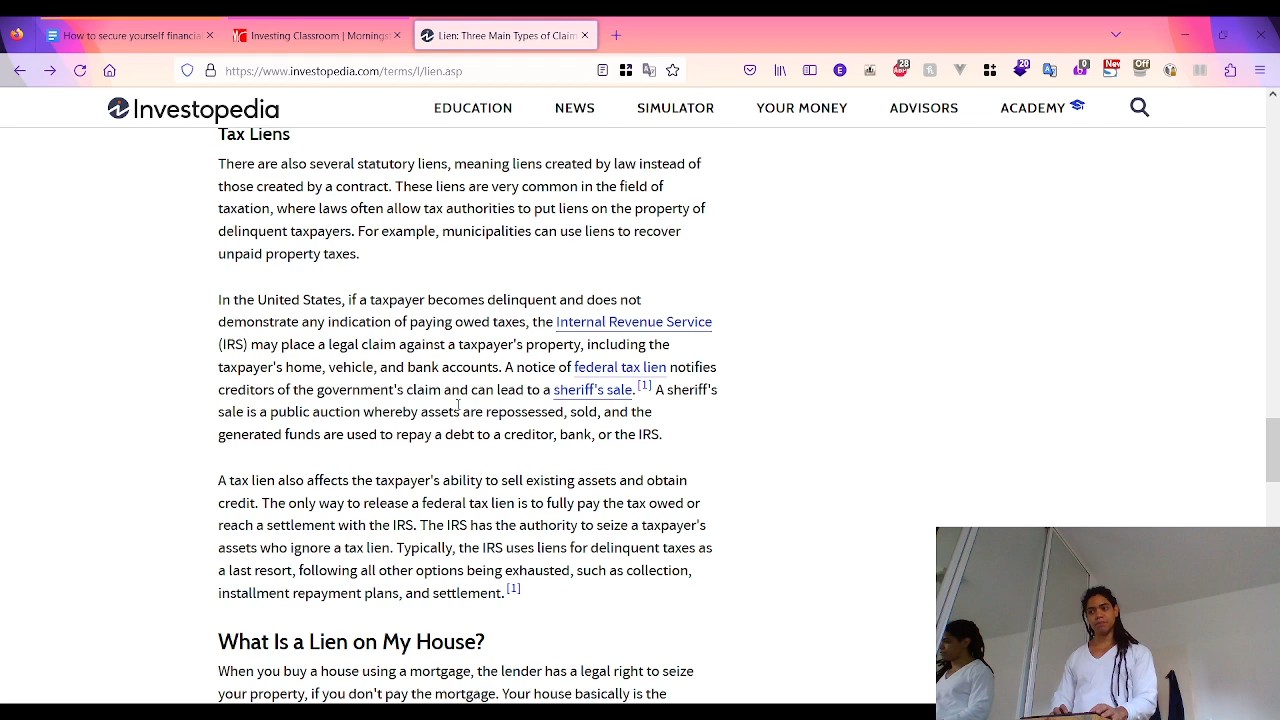 How to secure yourself financial
Investing Classroom | Mornings
Lien: Three Main Types of Claim
https://www.investopedia.com/terms/l/lien.asp
28
20
0
New
Off
Investopedia
EDUCATION
NEWS
SIMULATOR
YOUR MONEY
ADVISORS
ACADEMY
Tax Liens
There are also several statutory liens, meaning liens created by law instead of
those created by a contract. These liens are very common in the field of
taxation, where laws often allow tax authorities to put liens on the property of
delinquent taxpayers. For example, municipalities can use liens to recover
unpaid property taxes.
In the United States, if a taxpayer becomes delinquent and does not
demonstrate any indication of paying owed taxes, the Internal Revenue Service
(IRS) may place a legal claim against a taxpayer's property, including the
taxpayer's home, vehicle, and bank accounts. A notice of federal tax lien notifies
creditors of the government's claim and can lead to a sheriff's sale.[1] A sheriff's
sale is a public auction whereby assets are repossessed, sold, and the
generated funds are used to repay a debt to a creditor, bank, or the IRS.
A tax lien also affects the taxpayer's ability to sell existing assets and obtain
credit. The only way to release a federal tax lien is to fully pay the tax owed or
reach a settlement with the IRS. The IRS has the authority to seize a taxpayer's
assets who ignore a tax lien. Typically, the IRS uses liens for delinquent taxes as
a last resort, following all other options being exhausted, such as collection,
installment repayment plans, and settlement.[1]
What Is a Lien on My House?
When you buy a house using a mortgage, the lender has a legal right to seize
your property, if you don't pay the mortgage. Your house basically is the